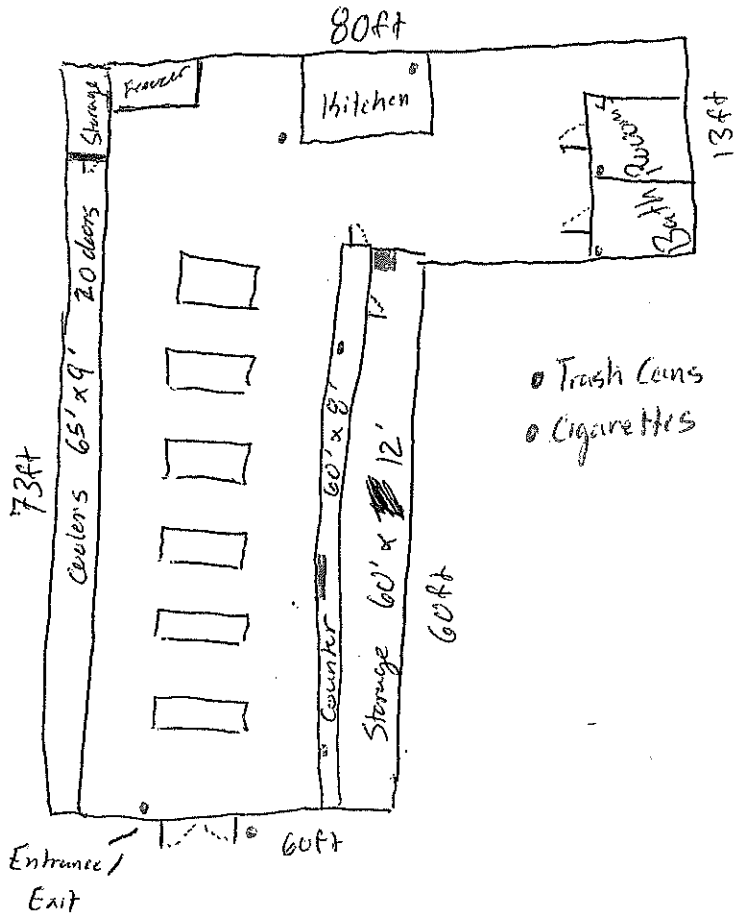 80ft
Storage
Freezer
Kitchen
Bath Room
13ft
73ft
Coolers 65' x 9' 20 doors
Counter 60' x 8'
Storage 60' x 12'
60ft
• Trash Cans
• Cigarettes
60ft
Entrance/
Exit